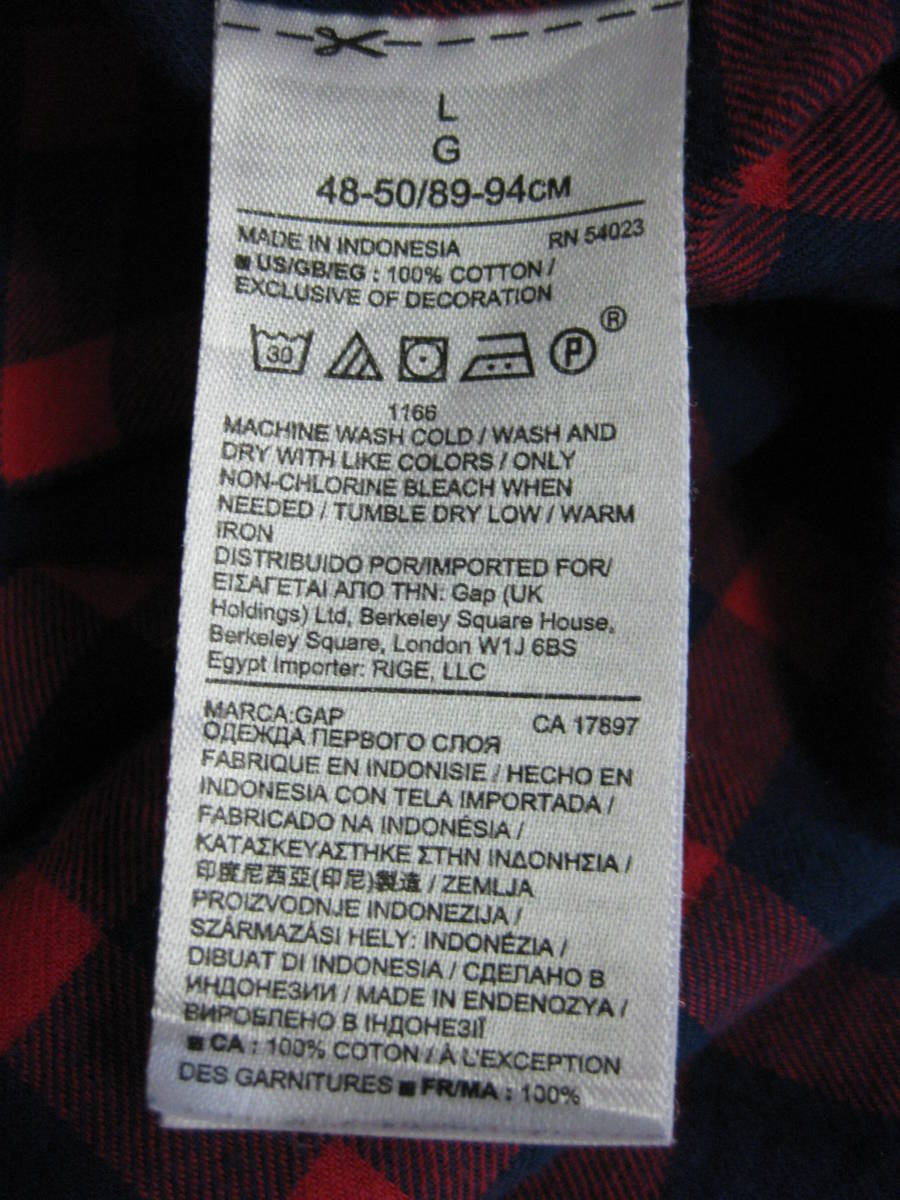 L
G
48-50/89-94CM
MADE IN INDONESIA RN 54023
■ US/GB/EG : 100% COTTON /
EXCLUSIVE OF DECORATION
30 P ®
1166
MACHINE WASH COLD / WASH AND
DRY WITH LIKE COLORS / ONLY
NON-CHLORINE BLEACH WHEN
NEEDED / TUMBLE DRY LOW / WARM
IRON
DISTRIBUIDO POR/IMPORTED FOR/
ΕΙΣΑΓΕΤΑΙ ΑΠΟ ΤΗΝ: Gap (UK
Holdings) Ltd, Berkeley Square House,
Berkeley Square, London W1J 6BS
Egypt Importer: RIGE, LLC
MARCA:GAP CA 17897
ОДЕЖДА ПЕРВОГО СЛОЯ
FABRIQUE EN INDONISIE / HECHO EN
INDONESIA CON TELA IMPORTADA /
FABRICADO NA INDONÉSIA /
ΚΑΤΑΣΚΕΥΑΣΤΗΚΕ ΣΤΗΝ ΙΝΔΟΝΗΣΙΑ /
印度尼西亞(印尼)製造 / ZEMLJA
PROIZVODNJE INDONEZIJA /
SZÁRMAZÁSI HELY: INDONÉZIA /
DIBUAT DI INDONESIA / СДЕЛАНО В
ИНДОНЕЗИИ / MADE IN ENDENOZYA /
ВИРОБЛЕНО В ІНДОНЕЗІЇ
■ CA : 100% COTON / À L'EXCEPTION
DES GARNITURES ■ FR/MA : 100%